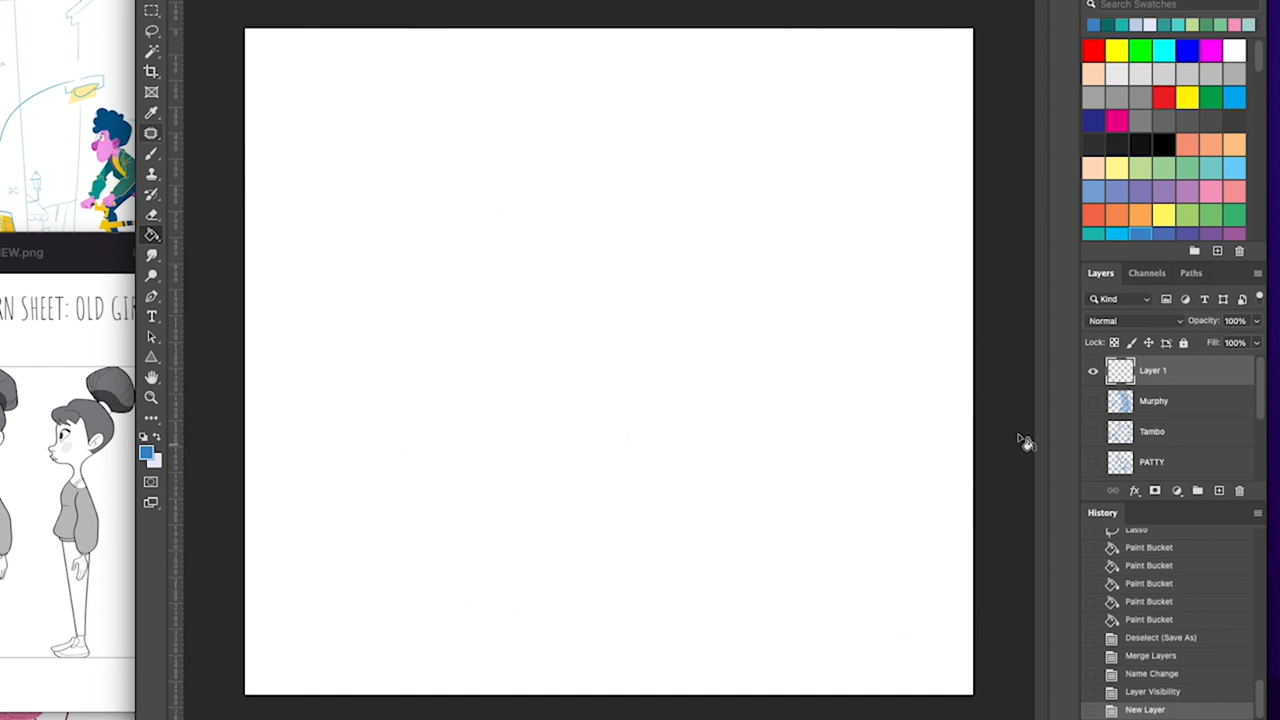 Search Swatches
EW.png
RN SHEET: OLD GIR
Layers
Channels
Paths
Kind
Normal
Opacity: 100%
Lock:
Fill: 100%
Layer 1
Murphy
Tambo
PATTY
fx
History
Lasso
Paint Bucket
Paint Bucket
Paint Bucket
Paint Bucket
Paint Bucket
Deselect (Save As)
Merge Layers
Name Change
Layer Visibility
New Layer